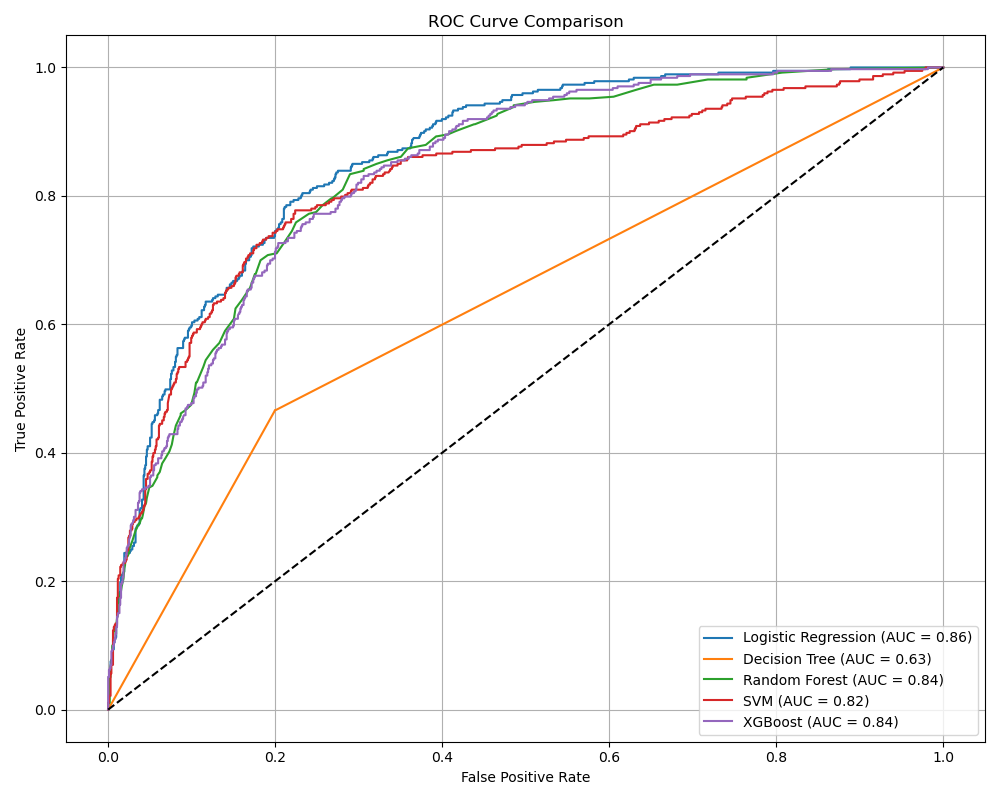 ROC Curve Comparison
True Positive Rate
1.0
0.8
0.6
0.4
0.2
0.0
0.0 0.2 0.4 0.6 0.8 1.0
False Positive Rate
Logistic Regression (AUC = 0.86)
Decision Tree (AUC = 0.63)
Random Forest (AUC = 0.84)
SVM (AUC = 0.82)
XGBoost (AUC = 0.84)